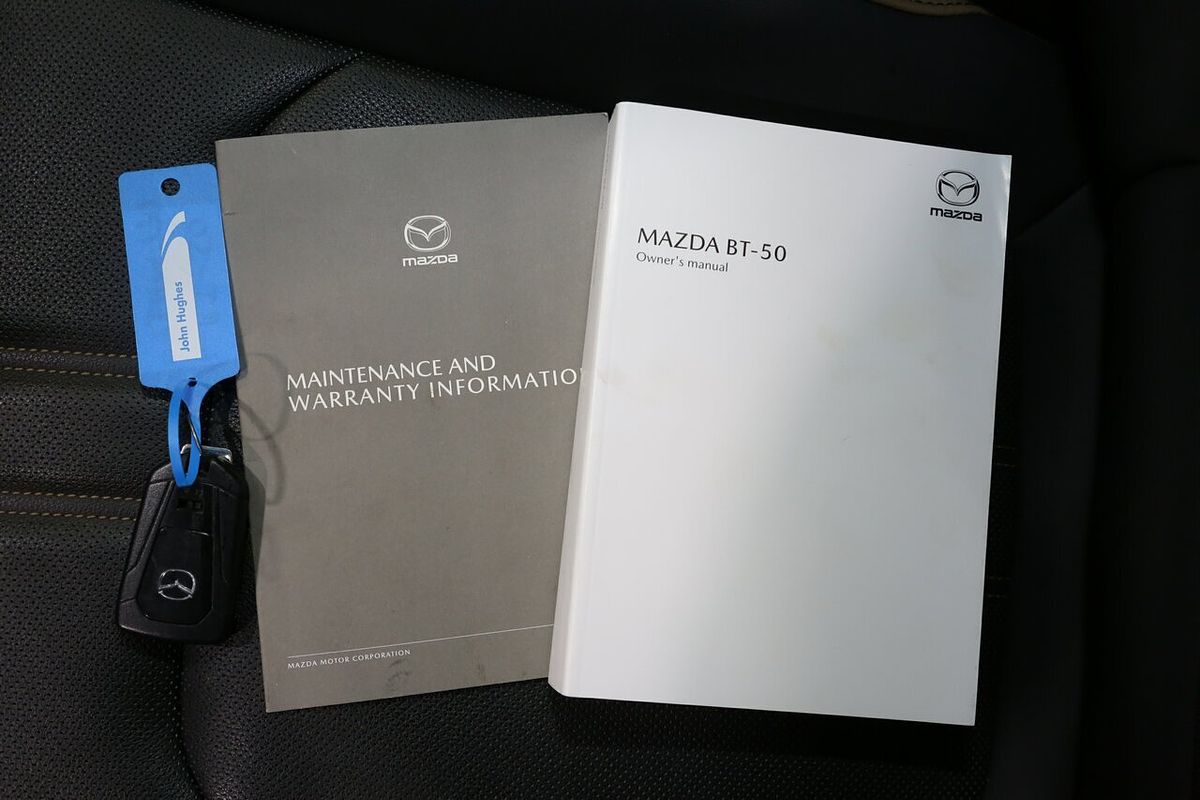 John Hughes
mazda
MAINTENANCE AND
WARRANTY INFORMATIO
MAZDA MOTOR CORPORATION
mazda
MAZDA BT-50
Owner's manual